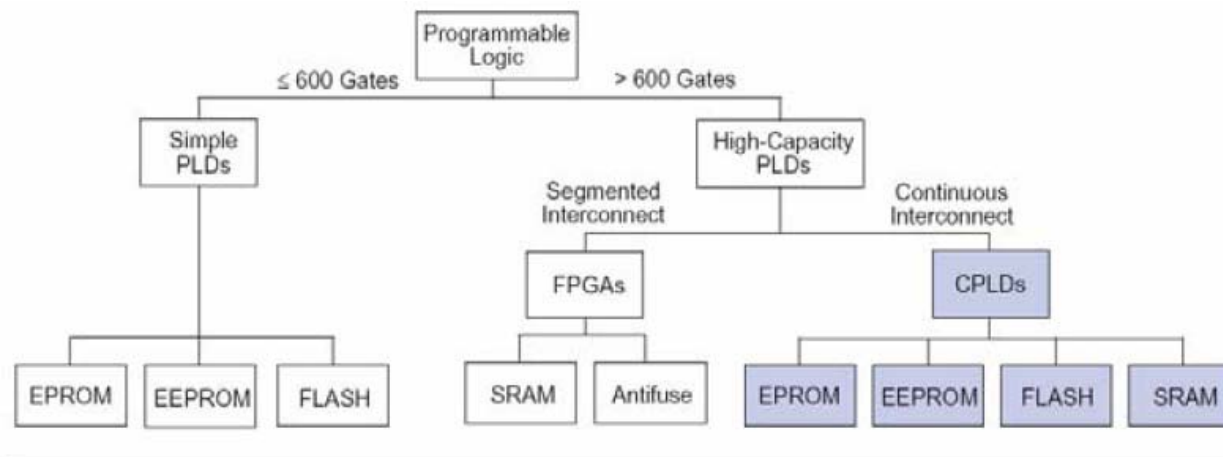 Programmable
Logic
≤ 600 Gates
> 600 Gates
Simple
PLDs
High-Capacity
PLDs
Segmented
Interconnect
Continuous
Interconnect
FPGAs
CPLDs
EPROM
EEPROM
FLASH
SRAM
Antifuse
EPROM
EEPROM
FLASH
SRAM